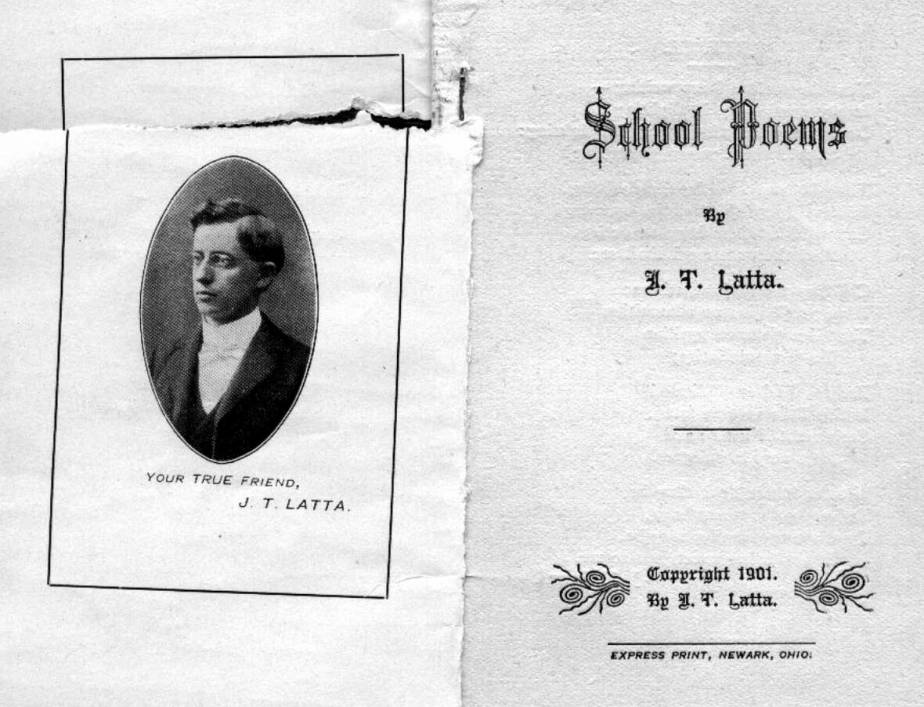 YOUR TRUE FRIEND,
J. T. LATTA.
School Poems
By
J. T. Latta.
Copyright 1901.
By J. T. Latta.
EXPRESS PRINT, NEWARK, OHIO.